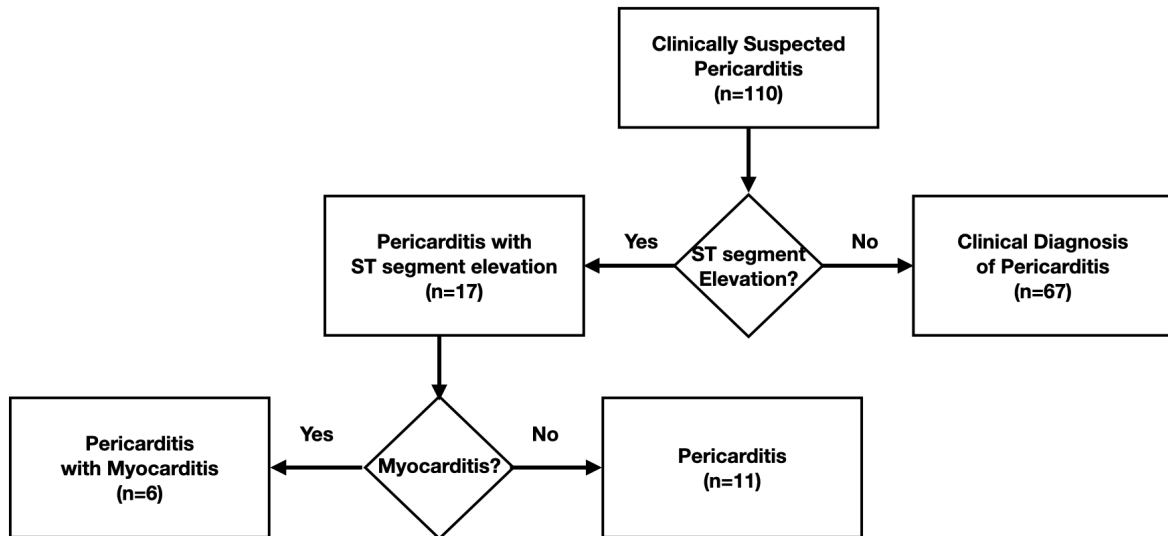 Clinically Suspected
Pericarditis
(n=110)
Pericarditis with
ST segment elevation
(n=17)
Yes
ST segment
Elevation?
No
Clinical Diagnosis
of Pericarditis
(n=67)
Pericarditis
with Myocarditis
(n=6)
Yes
Myocarditis?
No
Pericarditis
(n=11)